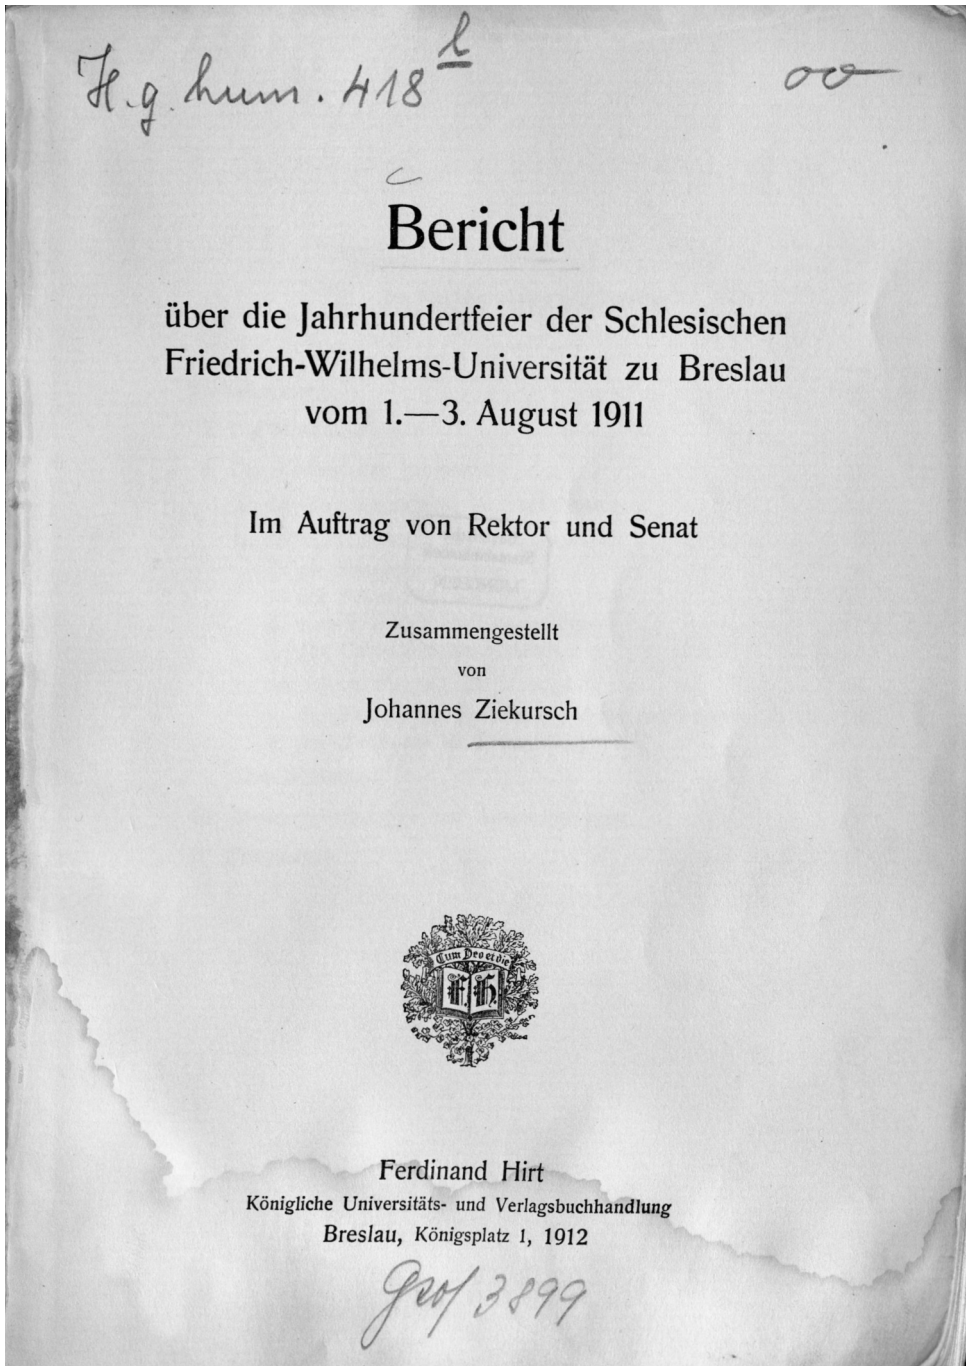 H. g. hum. 418 l
Bericht
über die Jahrhundertfeier der Schlesischen
Friedrich-Wilhelms-Universität zu Breslau
vom 1.—3. August 1911
Im Auftrag von Rektor und Senat
Zusammengestellt
von
Johannes Ziekursch
Cum Deo et die
F. H.
Ferdinand Hirt
Königliche Universitäts- und Verlagsbuchhandlung
Breslau, Königsplatz 1, 1912
3899